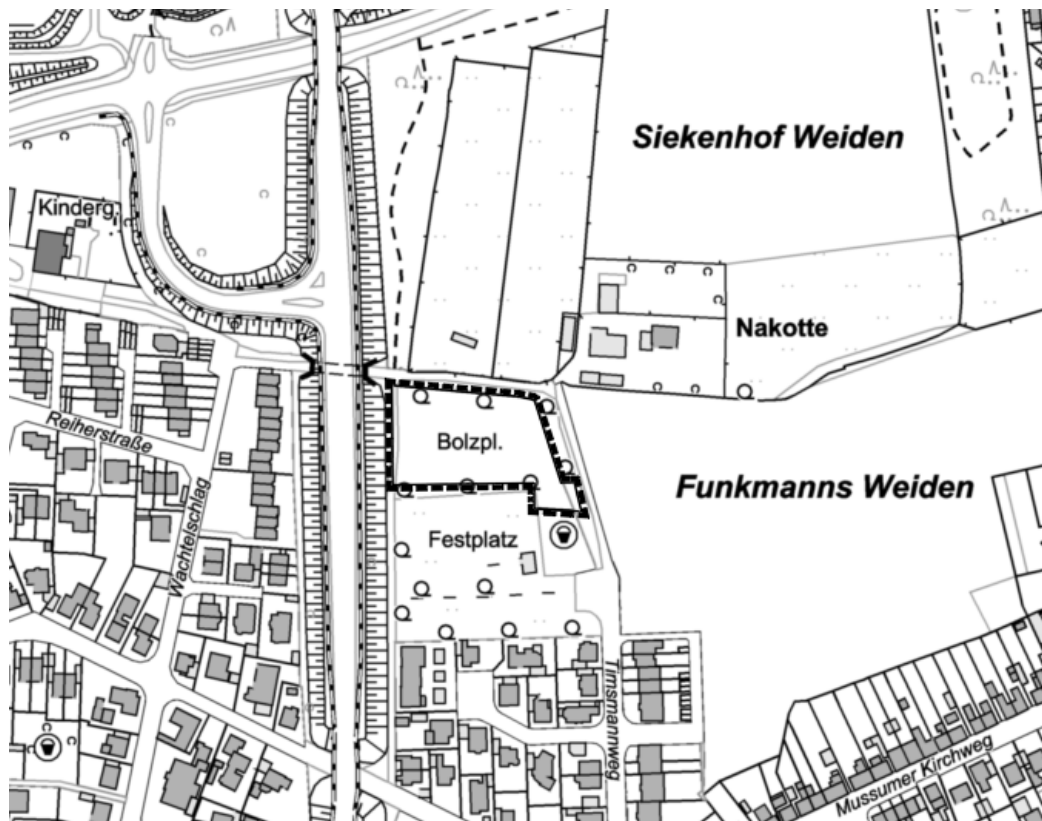 Siekenhof Weiden
Kinderg.
Nakotte
Reiherstraße
Bolzpl.
Wachtelschlag
Funkmanns Weiden
Festplatz
Timsmannweg
Mussumer Kirchweg